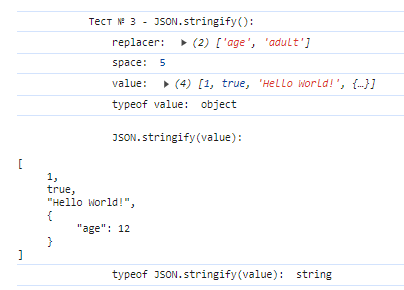 Тест № 3 - JSON.stringify():
replacer: ▶ (2) ['age', 'adult']
space: 5
value: ▶ (4) [1, true, 'Hello World!', {…}]
typeof value: object
JSON.stringify(value):
[
1,
true,
"Hello World!",
{
"age": 12
}
]
typeof JSON.stringify(value): string